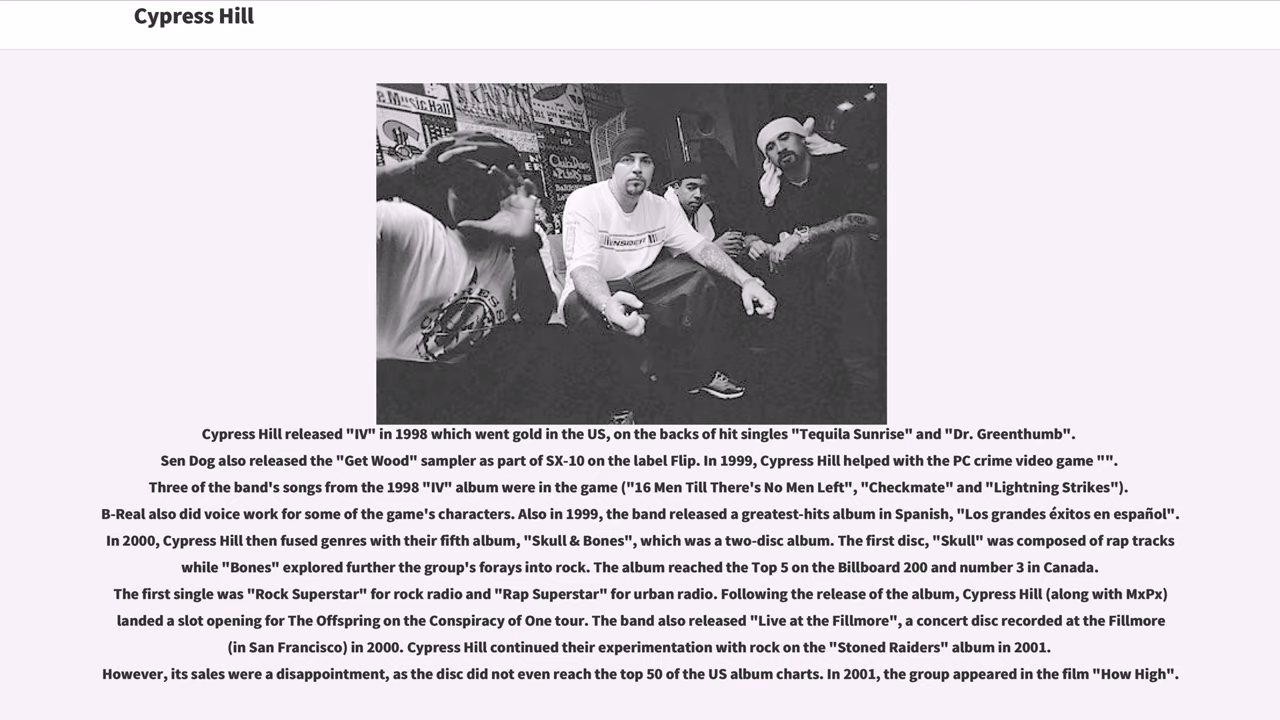 Cypress Hill
e Music Hall
INSIDER
Cypress Hill released "IV" in 1998 which went gold in the US, on the backs of hit singles "Tequila Sunrise" and "Dr. Greenthumb".
Sen Dog also released the "Get Wood" sampler as part of SX-10 on the label Flip. In 1999, Cypress Hill helped with the PC crime video game "".
Three of the band's songs from the 1998 "IV" album were in the game ("16 Men Till There's No Men Left", "Checkmate" and "Lightning Strikes").
B-Real also did voice work for some of the game's characters. Also in 1999, the band released a greatest-hits album in Spanish, "Los grandes éxitos en español".
In 2000, Cypress Hill then fused genres with their fifth album, "Skull & Bones", which was a two-disc album. The first disc, "Skull" was composed of rap tracks
while "Bones" explored further the group's forays into rock. The album reached the Top 5 on the Billboard 200 and number 3 in Canada.
The first single was "Rock Superstar" for rock radio and "Rap Superstar" for urban radio. Following the release of the album, Cypress Hill (along with MxPx)
landed a slot opening for The Offspring on the Conspiracy of One tour. The band also released "Live at the Fillmore", a concert disc recorded at the Fillmore
(in San Francisco) in 2000. Cypress Hill continued their experimentation with rock on the "Stoned Raiders" album in 2001.
However, its sales were a disappointment, as the disc did not even reach the top 50 of the US album charts. In 2001, the group appeared in the film "How High".